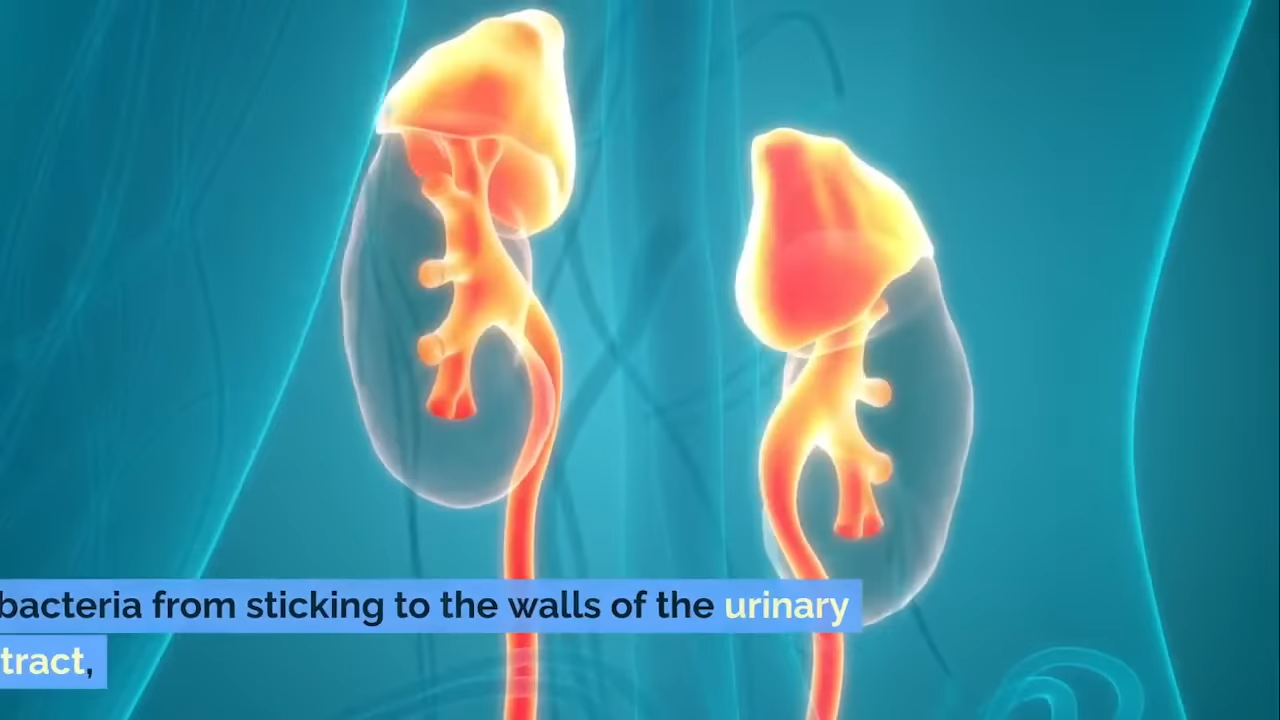 bacteria from sticking to the walls of the urinary
tract,